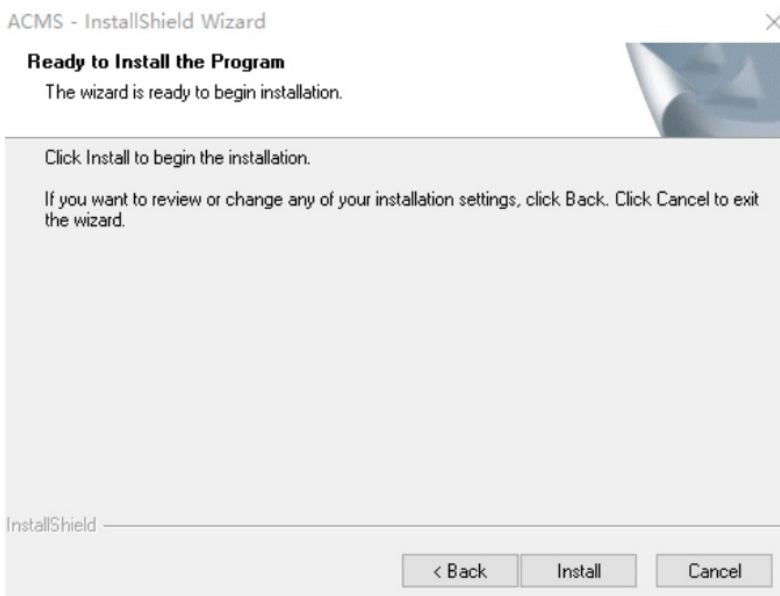 ACMS - InstallShield Wizard
Ready to Install the Program
The wizard is ready to begin installation.
Click Install to begin the installation.
If you want to review or change any of your installation settings, click Back. Click Cancel to exit
the wizard.
InstallShield
< Back Install Cancel